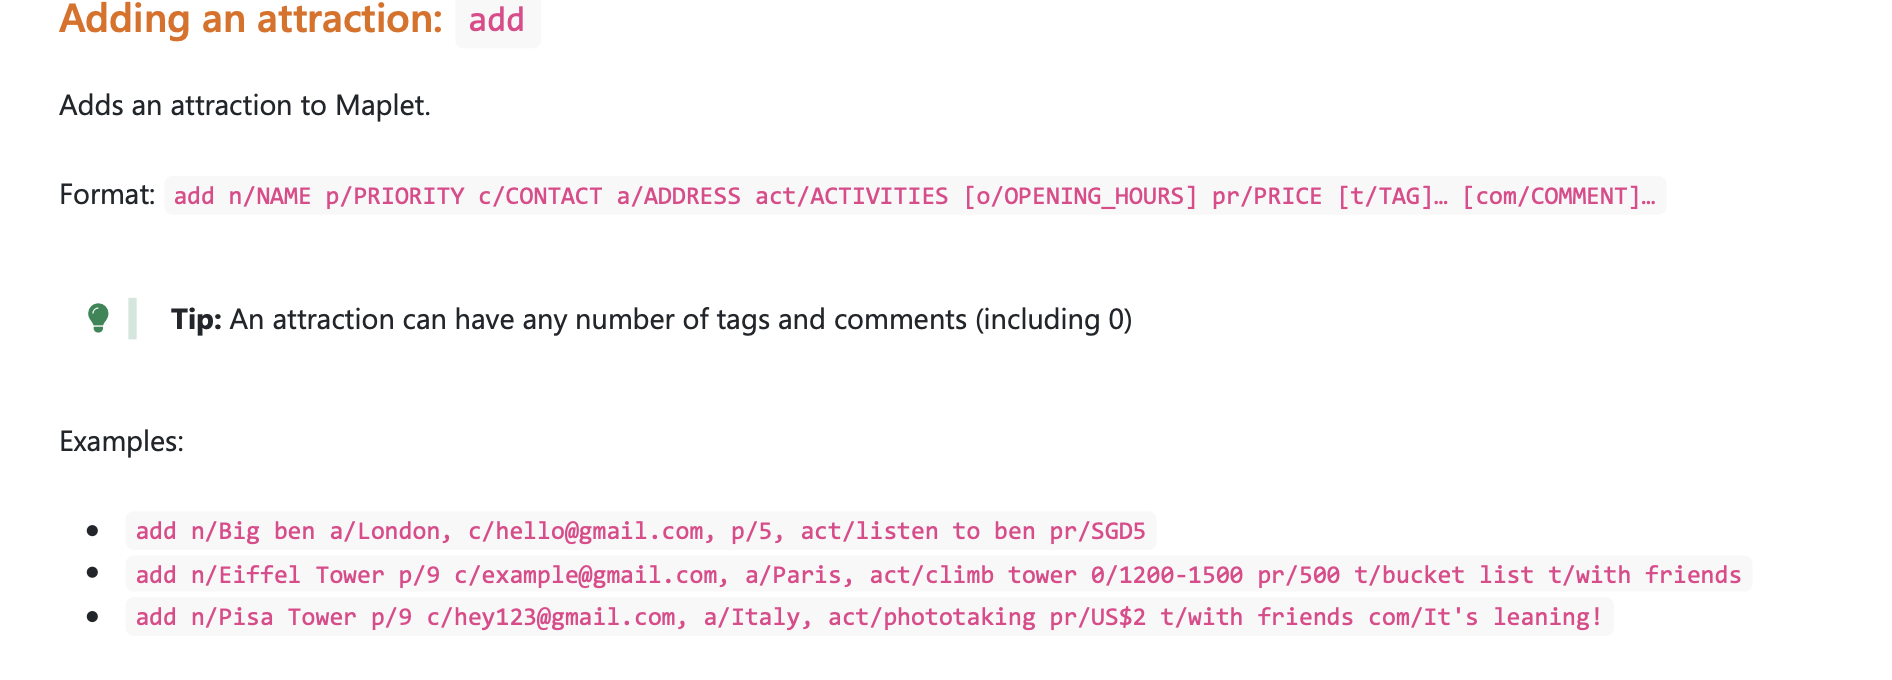 Adding an attraction: add
Adds an attraction to Maplet.
Format: add n/NAME p/PRIORITY c/CONTACT a/ADDRESS act/ACTIVITIES [o/OPENING_HOURS] pr/PRICE [t/TAG]… [com/COMMENT]…
Tip: An attraction can have any number of tags and comments (including 0)
Examples:
add n/Big ben a/London, c/hello@gmail.com, p/5, act/listen to ben pr/SGD5
add n/Eiffel Tower p/9 c/example@gmail.com, a/Paris, act/climb tower 0/1200-1500 pr/500 t/bucket list t/with friends
add n/Pisa Tower p/9 c/hey123@gmail.com, a/Italy, act/phototaking pr/US$2 t/with friends com/It's leaning!